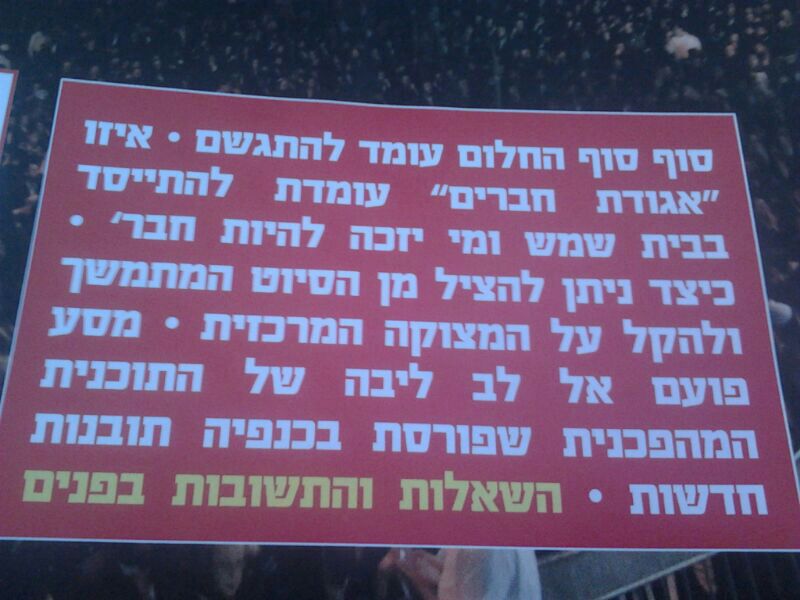 סוף סוף החלום עומד להתגשם • איזו
"אגודת חברים" עומדת להתייסד
בבית שמש ומי יזכה להיות חבר' •
כיצד ניתן להציל מן הסיוט המתמשך
ולהקל על המצוקה המרכזית • מסע
פועם אל לב ליבה של התוכנית
המהפכנית שפורסת בכנפיה תובנות
חדשות • השאלות והתשובות בפנים